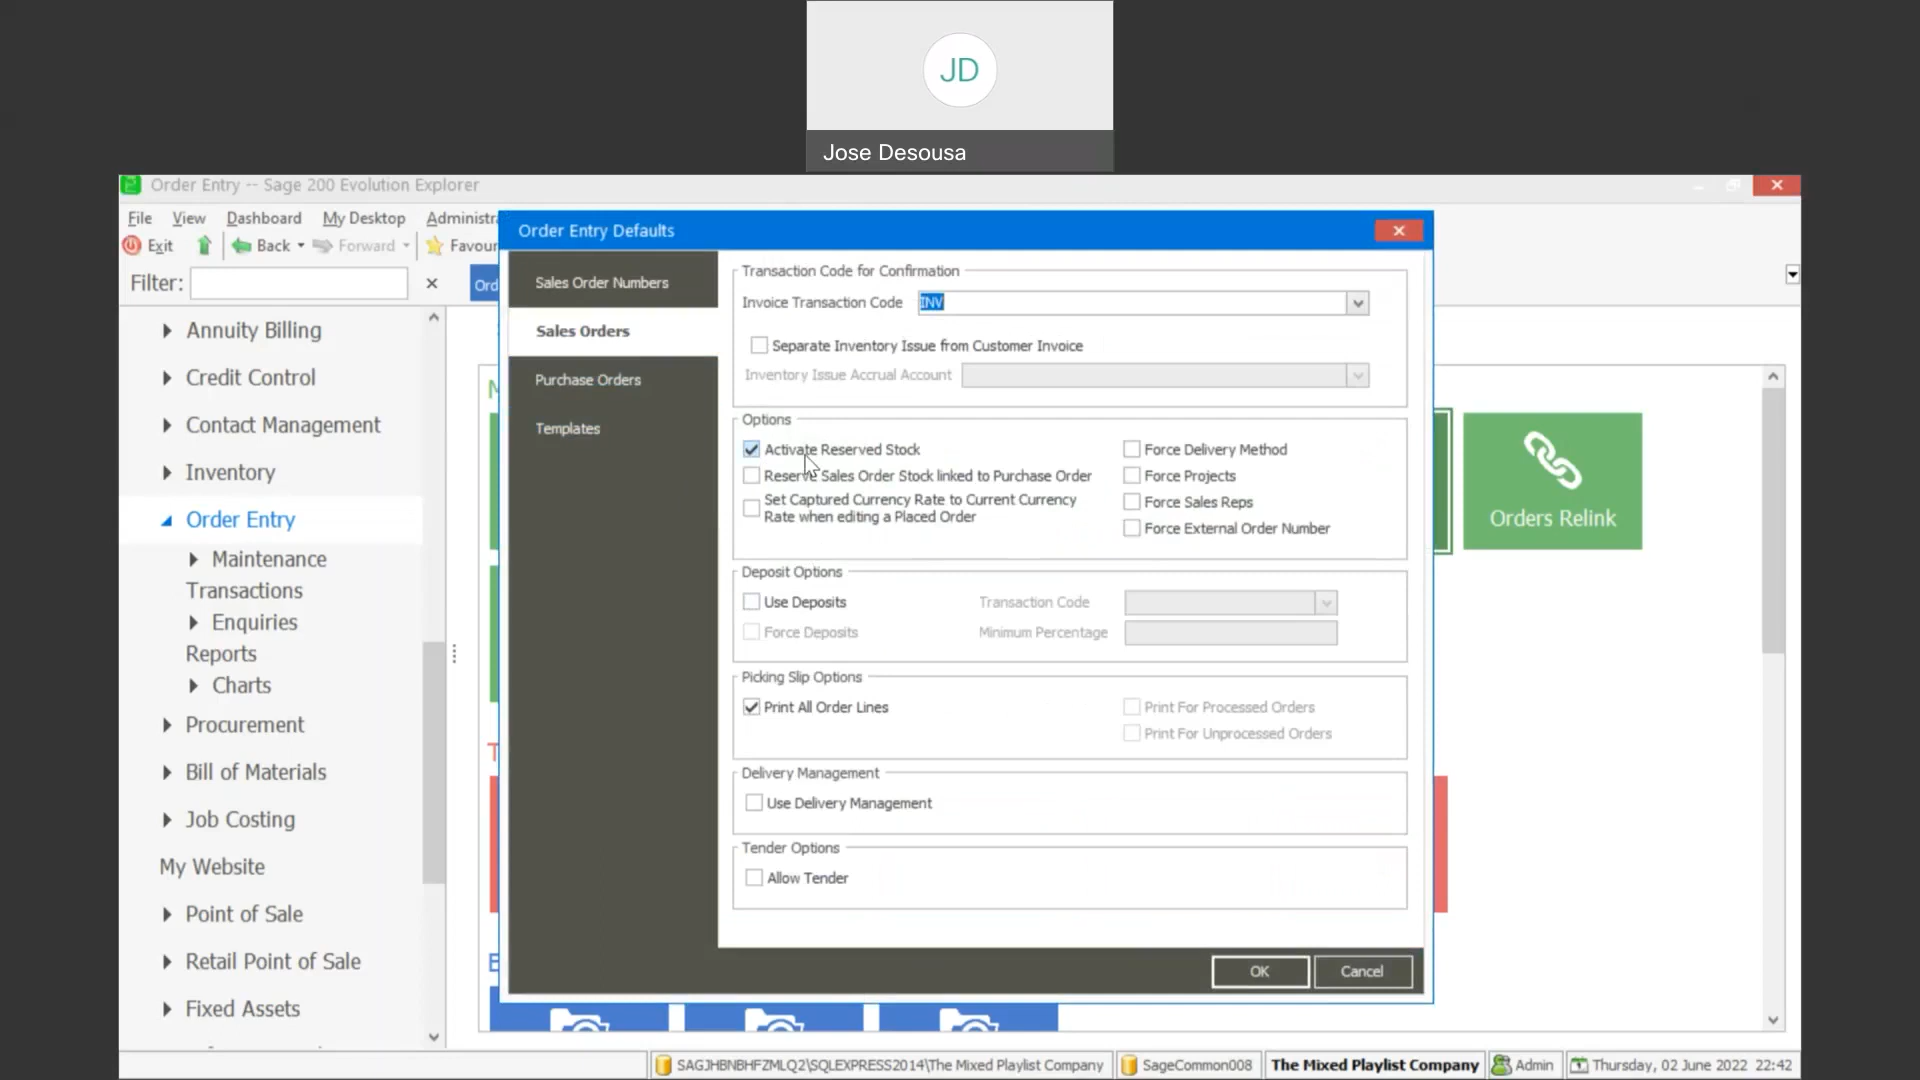 JD
Jose Desousa
Order Entry -- Sage 200 Evolution Explorer
File View Dashboard My Desktop Administra
Exit Back Forward Favour
Filter:
Ord
Annuity Billing
Credit Control
Contact Management
Inventory
Order Entry
Maintenance
Transactions
Enquiries
Reports
Charts
Procurement
Bill of Materials
Job Costing
My Website
Point of Sale
Retail Point of Sale
Fixed Assets
Order Entry Defaults
Sales Order Numbers
Sales Orders
Purchase Orders
Templates
Transaction Code for Confirmation
Invoice Transaction Code INV
Separate Inventory Issue from Customer Invoice
Inventory Issue Accrual Account
Options
Activate Reserved Stock
Reserve Sales Order Stock linked to Purchase Order
Set Captured Currency Rate to Current Currency
Rate when editing a Placed Order
Force Delivery Method
Force Projects
Force Sales Reps
Force External Order Number
Deposit Options
Use Deposits Transaction Code
Force Deposits Minimum Percentage
Picking Slip Options
Print All Order Lines
Print For Processed Orders
Print For Unprocessed Orders
Delivery Management
Use Delivery Management
Tender Options
Allow Tender
OK Cancel
Orders Relink
SAGJHBNBHFZMLQ2\SQLEXPRESS2014\The Mixed Playlist Company SageCommon008 The Mixed Playlist Company Admin Thursday, 02 June 2022 22:42